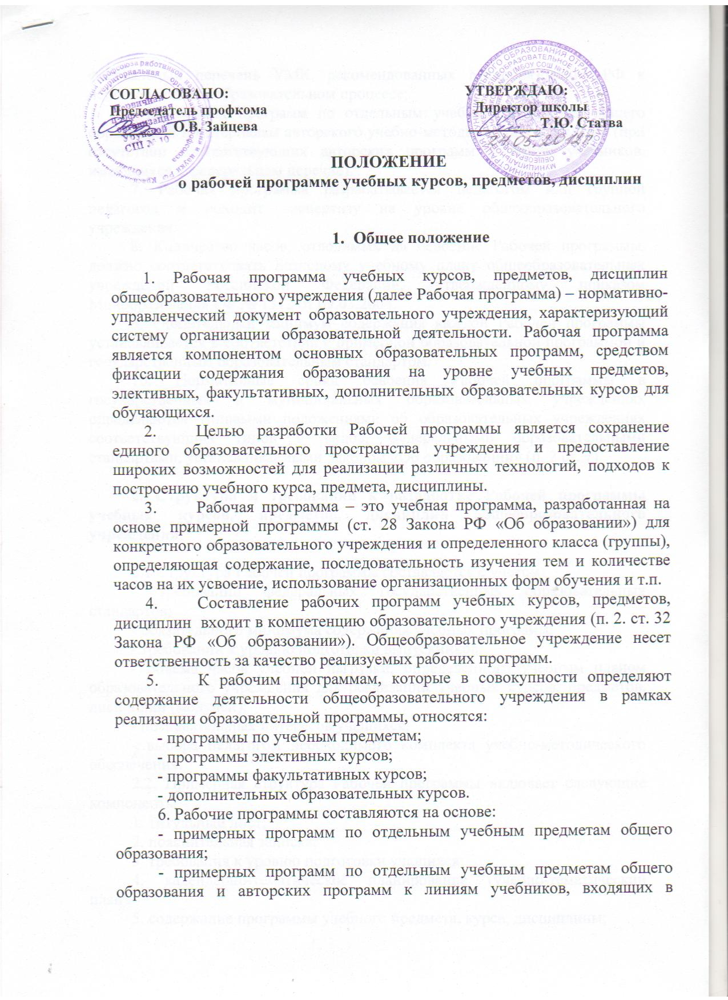 СОГЛАСОВАНО:
Председатель профкома
О.В. Зайцева
УТВЕРЖДАЮ:
Директор школы
Т.Ю. Статва
Первичная
организация
СШ № 10
ПОЛОЖЕНИЕ
о рабочей программе учебных курсов, предметов, дисциплин
1. Общее положение
1. Рабочая программа учебных курсов, предметов, дисциплин
общеобразовательного учреждения (далее Рабочая программа) – нормативно-
управленческий документ образовательного учреждения, характеризующий
систему организации образовательной деятельности. Рабочая программа
является компонентом основных образовательных программ, средством
фиксации содержания образования на уровне учебных предметов,
элективных, факультативных, дополнительных образовательных курсов для
обучающихся.
2. Целью разработки Рабочей программы является сохранение
единого образовательного пространства учреждения и предоставление
широких возможностей для реализации различных технологий, подходов к
построению учебного курса, предмета, дисциплины.
3. Рабочая программа – это учебная программа, разработанная на
основе примерной программы (ст. 28 Закона РФ «Об образовании») для
конкретного образовательного учреждения и определенного класса (группы),
определяющая содержание, последовательность изучения тем и количестве
часов на их усвоение, использование организационных форм обучения и т.п.
4. Составление рабочих программ учебных курсов, предметов,
дисциплин входит в компетенцию образовательного учреждения (п. 2. ст. 32
Закона РФ «Об образовании»). Общеобразовательное учреждение несет
ответственность за качество реализуемых рабочих программ.
5. К рабочим программам, которые в совокупности определяют
содержание деятельности общеобразовательного учреждения в рамках
реализации образовательной программы, относятся:
- программы по учебным предметам;
- программы элективных курсов;
- программы факультативных курсов;
- дополнительных образовательных курсов.
6. Рабочие программы составляются на основе:
- примерных программ по отдельным учебным предметам общего
образования;
- примерных программ по отдельным учебным предметам общего
образования и авторских программ к линиям учебников, входящих в